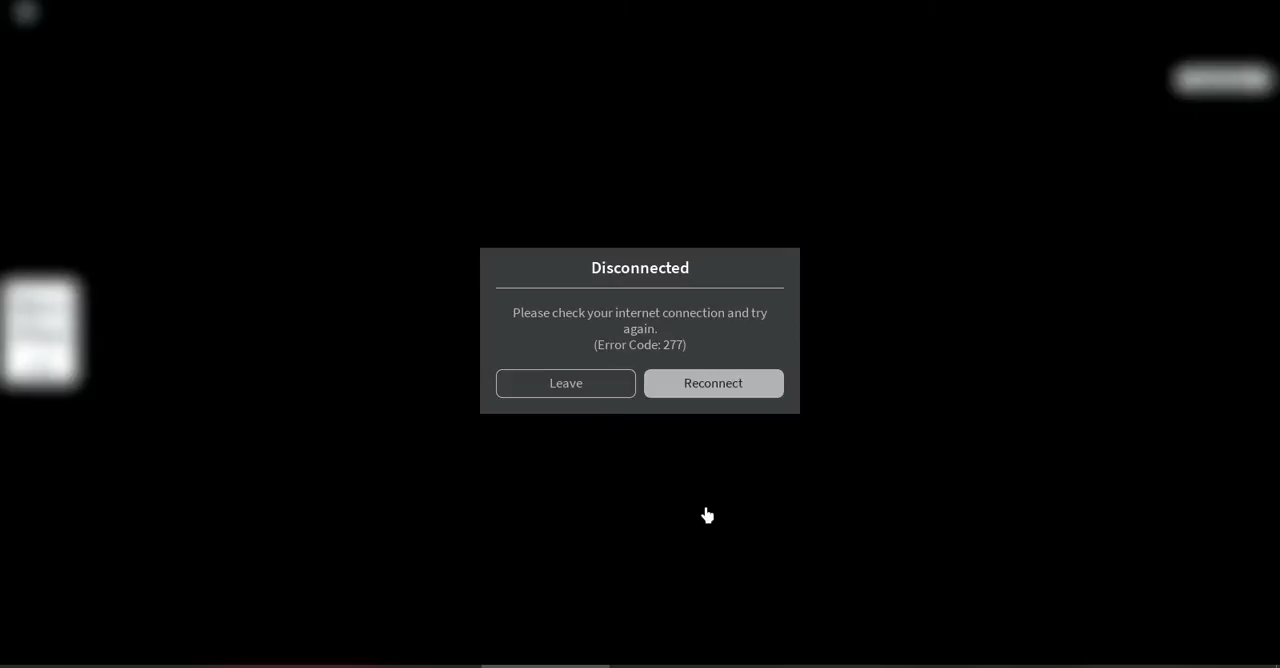 Disconnected
Please check your internet connection and try
again.
(Error Code: 277)
Leave
Reconnect